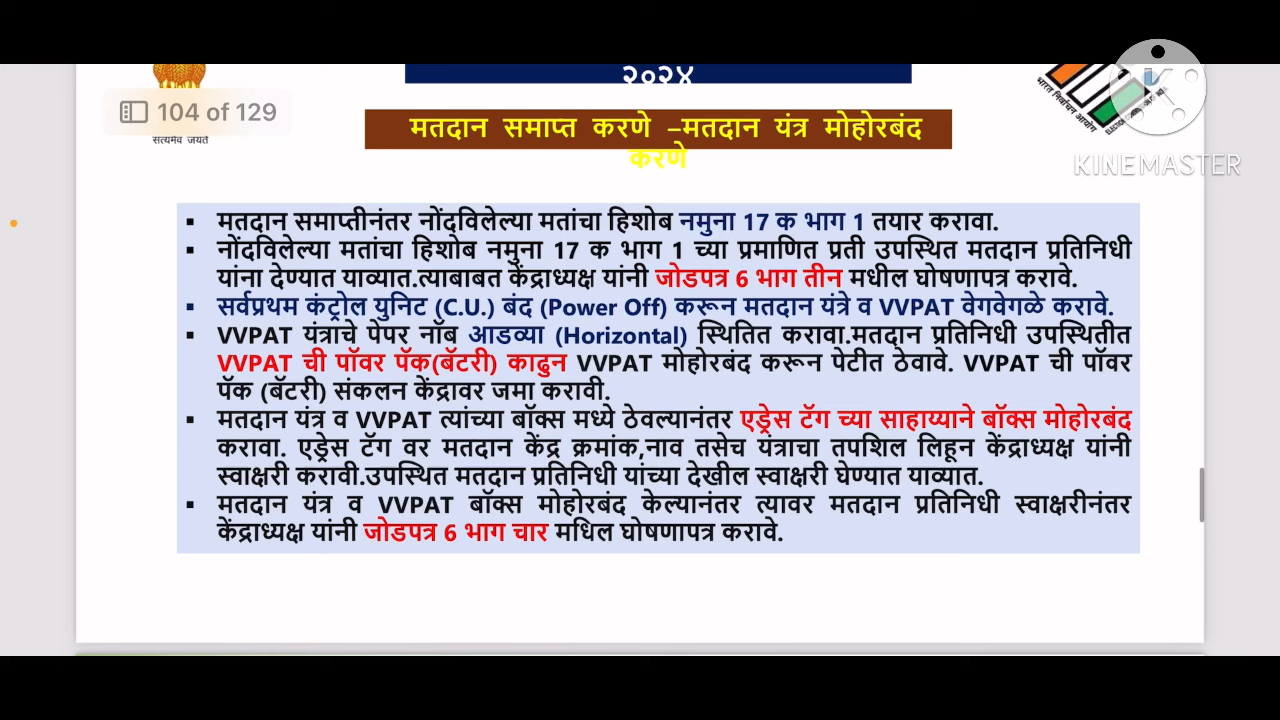 २०२४
104 of 129
सत्यमेव जयते
भारत निर्वाचन आयोग
KINEMASTER
मतदान समाप्त करणे –मतदान यंत्र मोहोरबंद
करणे
▪ मतदान समाप्तीनंतर नोंदविलेल्या मतांचा हिशोब नमुना 17 क भाग 1 तयार करावा.
▪ नोंदविलेल्या मतांचा हिशोब नमुना 17 क भाग 1 च्या प्रमाणित प्रती उपस्थित मतदान प्रतिनिधी
यांना देण्यात याव्यात.त्याबाबत केंद्राध्यक्ष यांनी जोडपत्र 6 भाग तीन मधील घोषणापत्र करावे.
▪ सर्वप्रथम कंट्रोल युनिट (C.U.) बंद (Power Off) करून मतदान यंत्रे व VVPAT वेगवेगळे करावे.
▪ VVPAT यंत्राचे पेपर नॉब आडव्या (Horizontal) स्थितित करावा.मतदान प्रतिनिधी उपस्थितीत
VVPAT ची पॉवर पॅक(बॅटरी) काढुन VVPAT मोहोरबंद करून पेटीत ठेवावे. VVPAT ची पॉवर
पॅक (बॅटरी) संकलन केंद्रावर जमा करावी.
▪ मतदान यंत्र व VVPAT त्यांच्या बॉक्स मध्ये ठेवल्यानंतर एड्रेस टॅग च्या साहाय्याने बॉक्स मोहोरबंद
करावा. एड्रेस टॅग वर मतदान केंद्र क्रमांक,नाव तसेच यंत्राचा तपशिल लिहून केंद्राध्यक्ष यांनी
स्वाक्षरी करावी.उपस्थित मतदान प्रतिनिधी यांच्या देखील स्वाक्षरी घेण्यात याव्यात.
▪ मतदान यंत्र व VVPAT बॉक्स मोहोरबंद केल्यानंतर त्यावर मतदान प्रतिनिधी स्वाक्षरीनंतर
केंद्राध्यक्ष यांनी जोडपत्र 6 भाग चार मधिल घोषणापत्र करावे.